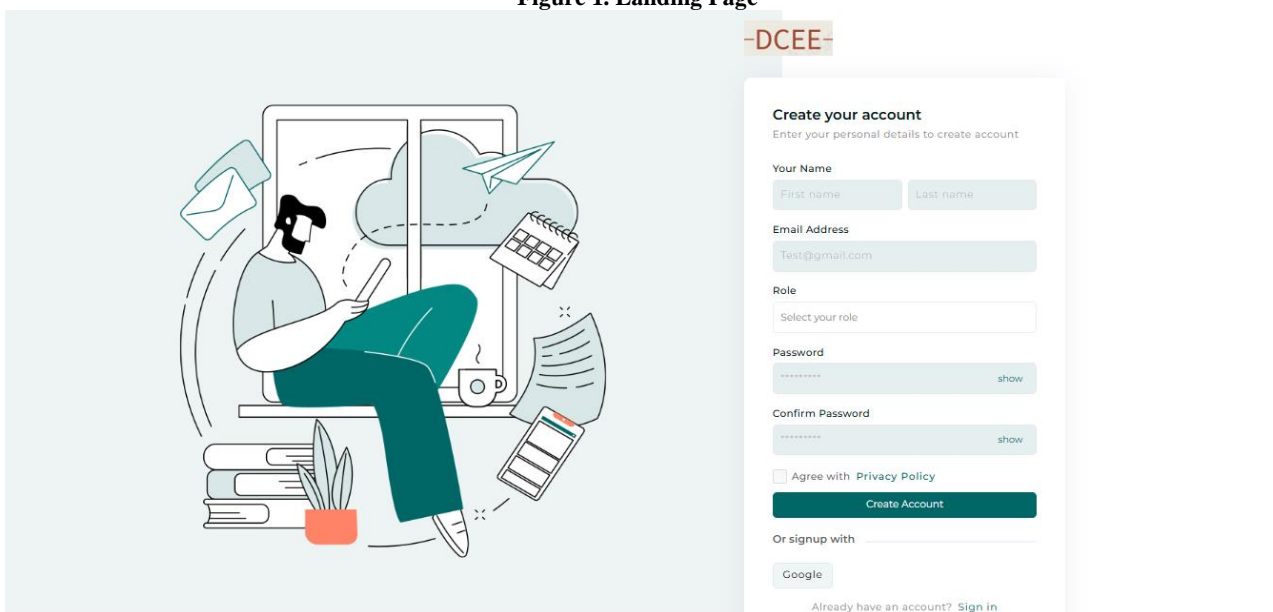 Figure 1. Landing Page
-DCEE-
Create your account
Enter your personal details to create account
Your Name
First name Last name
Email Address
Test@gmail.com
Role
Select your role
Password
********* show
Confirm Password
********* show
Agree with Privacy Policy
Create Account
Or signup with
Google
Already have an account? Sign in